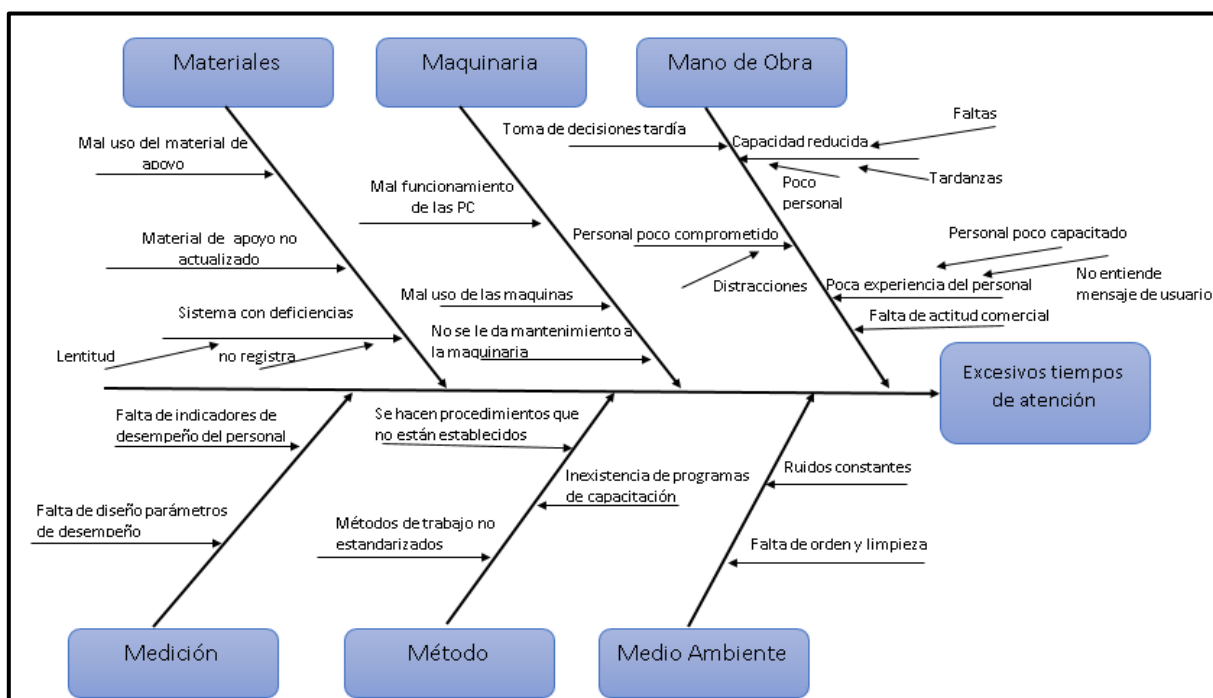 Materiales
Maquinaria
Mano de Obra
Mal uso del material de
apoyo
Material de apoyo no
actualizado
Sistema con deficiencias
Lentitud
no registra
Mal funcionamiento
de las PC
Mal uso de las maquinas
No se le da mantenimiento a
la maquinaria
Toma de decisiones tardía
Capacidad reducida
Faltas
Tardanzas
Poco
personal
Personal poco comprometido
Distracciones
Personal poco capacitado
No entiende
mensaje de usuario
Poca experiencia del personal
Falta de actitud comercial
Excesivos tiempos
de atención
Falta de indicadores de
desempeño del personal
Falta de diseño parámetros
de desempeño
Se hacen procedimientos que
no están establecidos
Inexistencia de programas
de capacitación
Métodos de trabajo no
estandarizados
Ruidos constantes
Falta de orden y limpieza
Medición
Método
Medio Ambiente